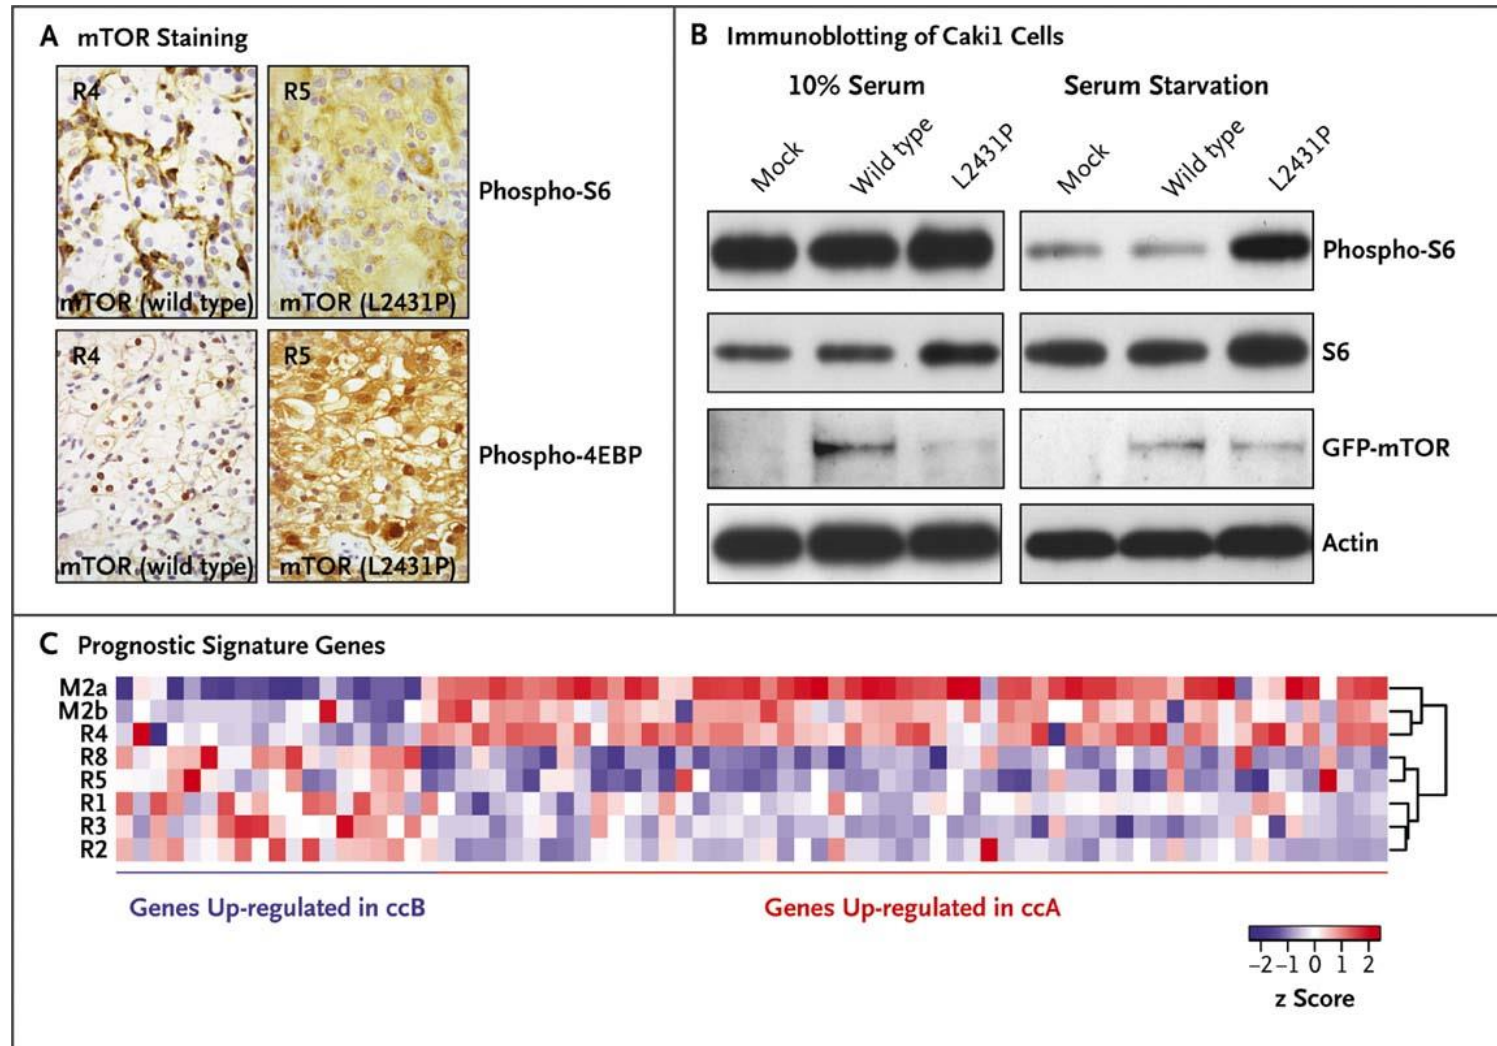 A mTOR Staining
R4
mTOR (wild type)
R5
mTOR (L2431P)
Phospho-S6
R4
mTOR (wild type)
R5
mTOR (L2431P)
Phospho-4EBP
B Immunoblotting of Caki1 Cells
10% Serum
Serum Starvation
Mock
Wild type
L2431P
Mock
Wild type
L2431P
Phospho-S6
S6
GFP-mTOR
Actin
C Prognostic Signature Genes
M2a
M2b
R4
R8
R5
R1
R3
R2
Genes Up-regulated in ccB
Genes Up-regulated in ccA
–2 –1 0 1 2
z Score